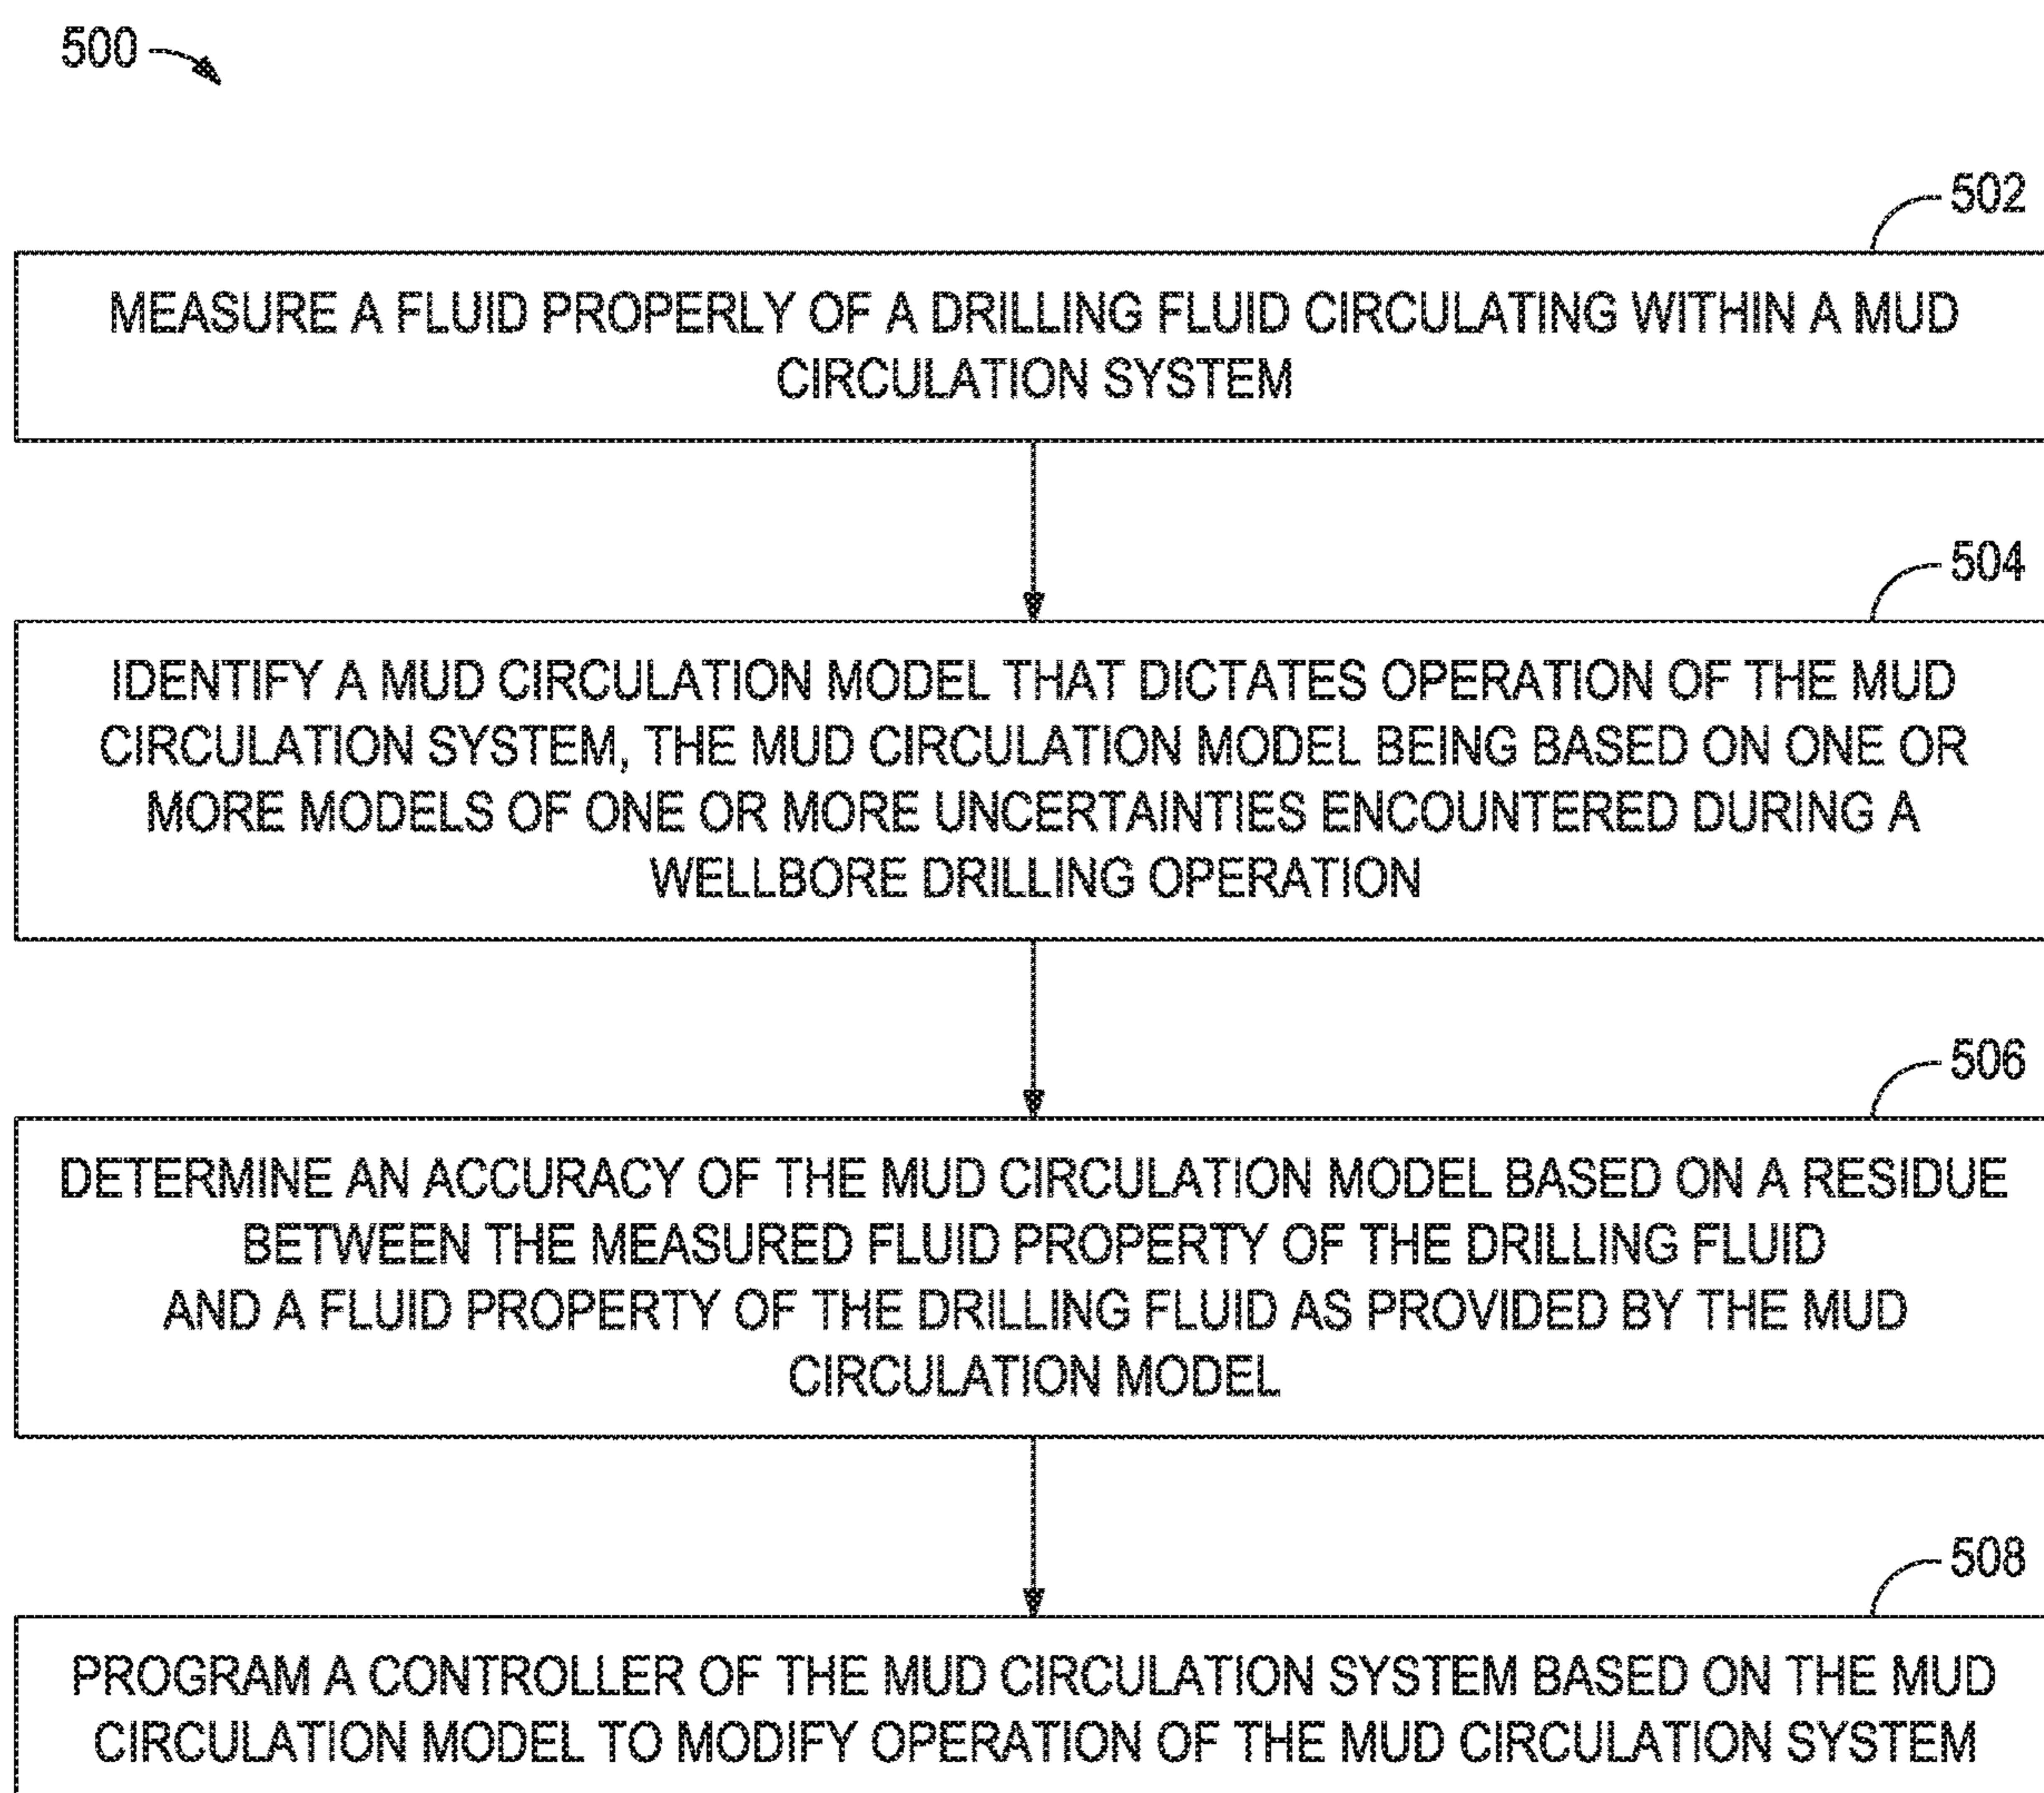 500
502
MEASURE A FLUID PROPERLY OF A DRILLING FLUID CIRCULATING WITHIN A MUD
CIRCULATION SYSTEM
504
IDENTIFY A MUD CIRCULATION MODEL THAT DICTATES OPERATION OF THE MUD
CIRCULATION SYSTEM, THE MUD CIRCULATION MODEL BEING BASED ON ONE OR
MORE MODELS OF ONE OR MORE UNCERTAINTIES ENCOUNTERED DURING A
WELLBORE DRILLING OPERATION
506
DETERMINE AN ACCURACY OF THE MUD CIRCULATION MODEL BASED ON A RESIDUE
BETWEEN THE MEASURED FLUID PROPERTY OF THE DRILLING FLUID
AND A FLUID PROPERTY OF THE DRILLING FLUID AS PROVIDED BY THE MUD
CIRCULATION MODEL
508
PROGRAM A CONTROLLER OF THE MUD CIRCULATION SYSTEM BASED ON THE MUD
CIRCULATION MODEL TO MODIFY OPERATION OF THE MUD CIRCULATION SYSTEM